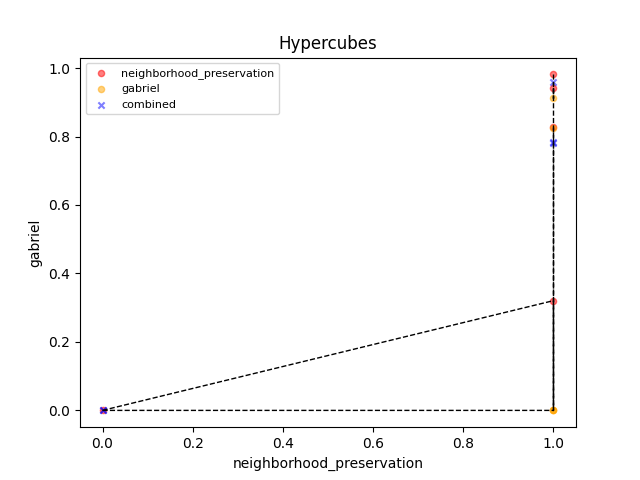 Hypercubes
neighborhood_preservation
gabriel
combined
1.0
0.8
0.6
0.4
0.2
0.0
gabriel
0.0 0.2 0.4 0.6 0.8 1.0
neighborhood_preservation